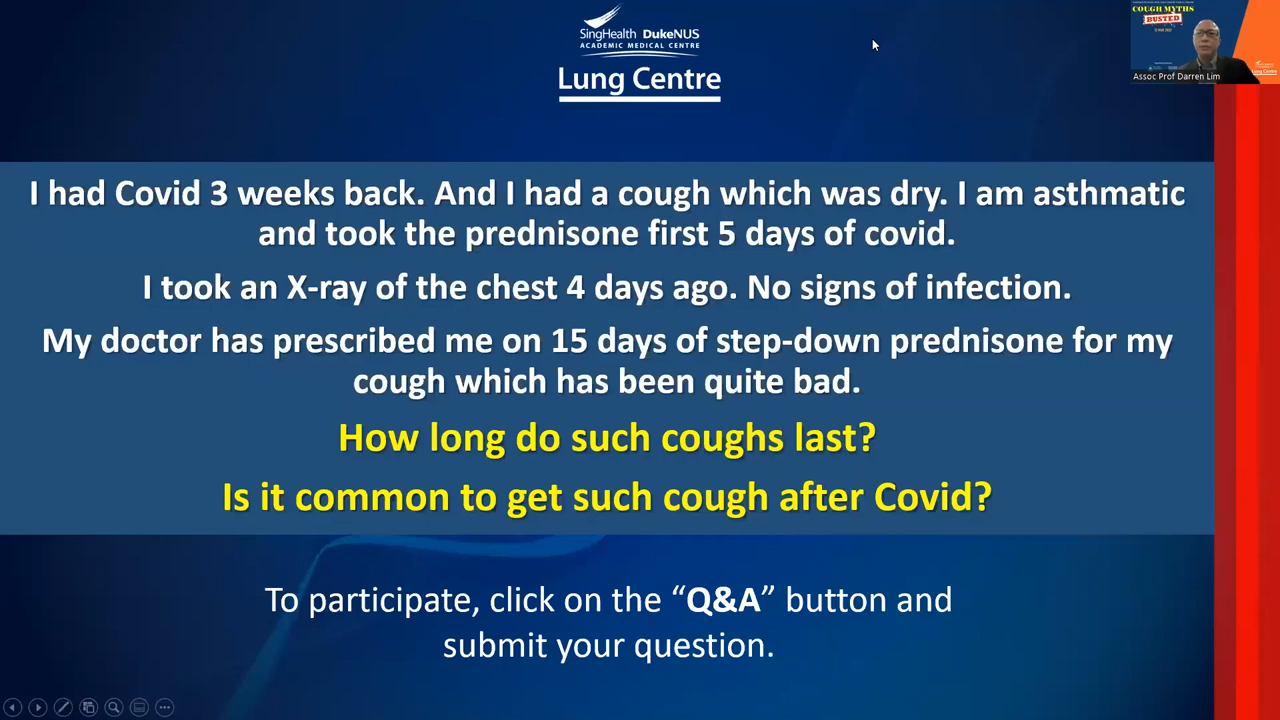 SingHealth DukeNUS
ACADEMIC MEDICAL CENTRE
Lung Centre
COUGH MYTHS
BUSTED
Assoc Prof Darren Lim
Lung Centre
I had Covid 3 weeks back. And I had a cough which was dry. I am asthmatic
and took the prednisone first 5 days of covid.
I took an X-ray of the chest 4 days ago. No signs of infection.
My doctor has prescribed me on 15 days of step-down prednisone for my
cough which has been quite bad.
How long do such coughs last?
Is it common to get such cough after Covid?
To participate, click on the “Q&A” button and
submit your question.